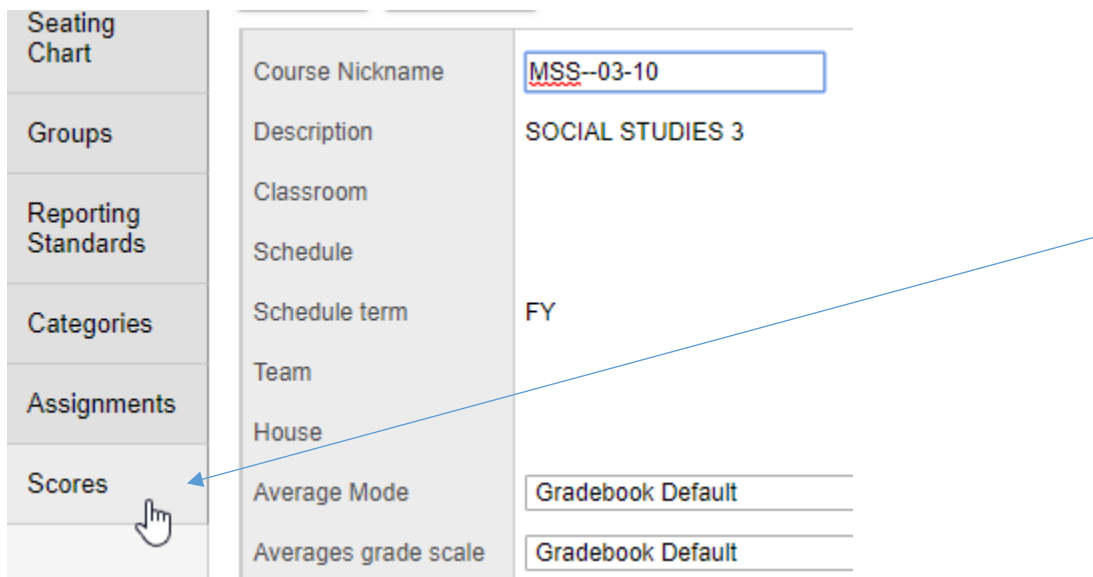 Seating
Chart
Groups
Reporting
Standards
Categories
Assignments
Scores
Course Nickname MSS--03-10
Description SOCIAL STUDIES 3
Classroom
Schedule
Schedule term FY
Team
House
Average Mode Gradebook Default
Averages grade scale Gradebook Default